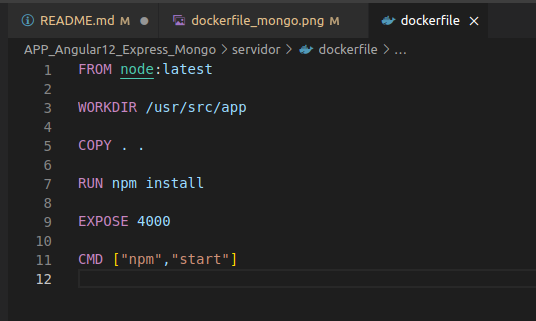 README.md M
dockerfile_mongo.png M
dockerfile
APP_Angular12_Express_Mongo > servidor > dockerfile > ...
1 FROM node:latest
2
3 WORKDIR /usr/src/app
4
5 COPY . .
6
7 RUN npm install
8
9 EXPOSE 4000
10
11 CMD ["npm","start"]
12